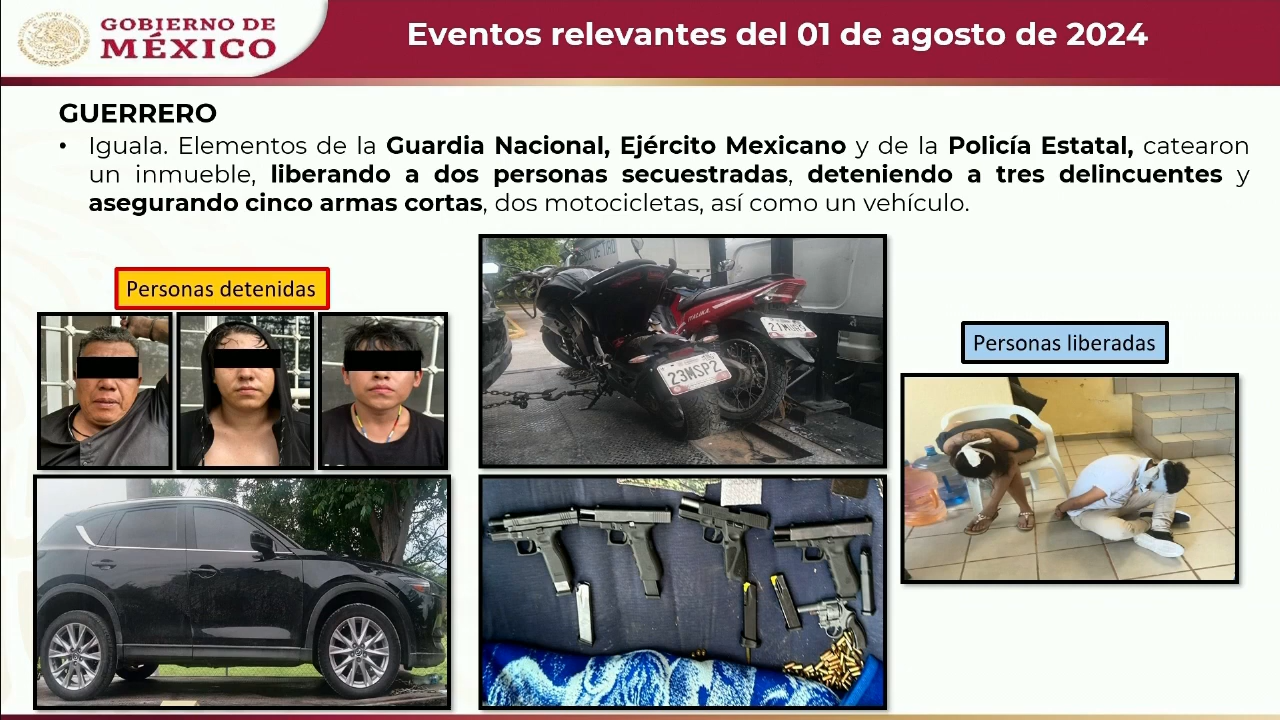 GOBIERNO DE
MÉXICO
Eventos relevantes del 01 de agosto de 2024
GUERRERO
• Iguala. Elementos de la Guardia Nacional, Ejército Mexicano y de la Policía Estatal, catearon
un inmueble, liberando a dos personas secuestradas, deteniendo a tres delincuentes y
asegurando cinco armas cortas, dos motocicletas, así como un vehículo.
Personas detenidas
23MSP2
ITALIKA
Personas liberadas